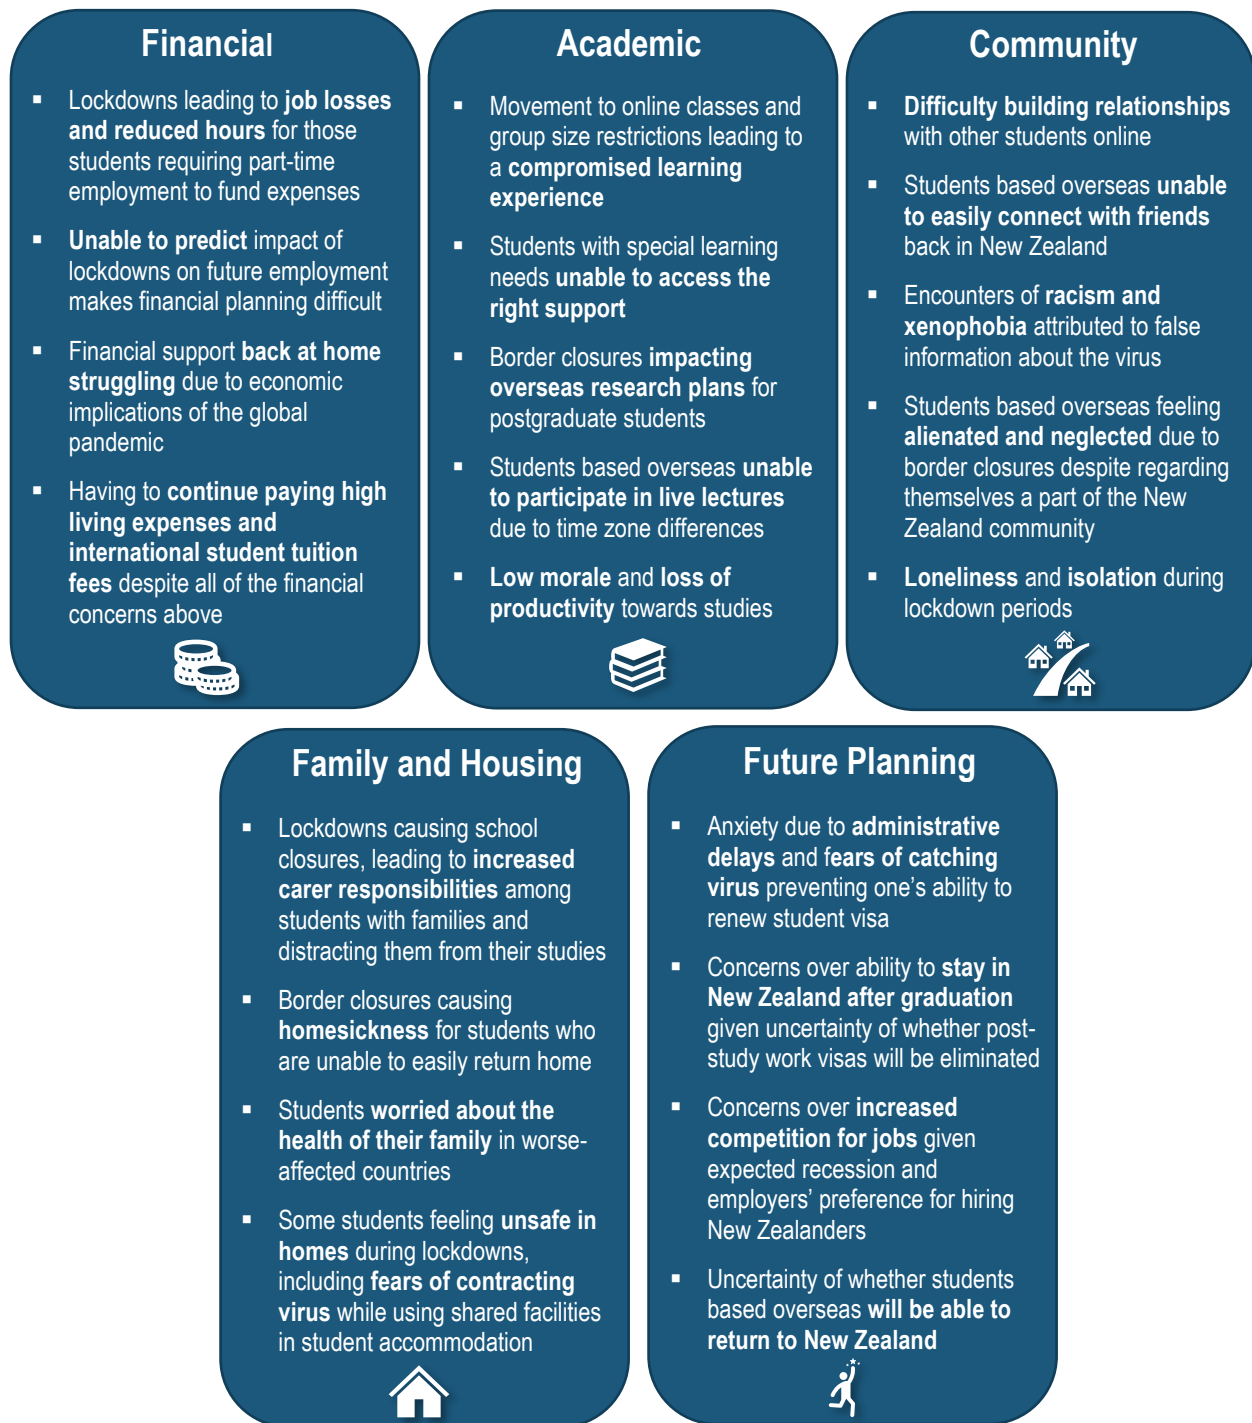 Financial
▪ Lockdowns leading to job losses
and reduced hours for those
students requiring part-time
employment to fund expenses
▪ Unable to predict impact of
lockdowns on future employment
makes financial planning difficult
▪ Financial support back at home
struggling due to economic
implications of the global
pandemic
▪ Having to continue paying high
living expenses and
international student tuition
fees despite all of the financial
concerns above
Academic
▪ Movement to online classes and
group size restrictions leading to
a compromised learning
experience
▪ Students with special learning
needs unable to access the
right support
▪ Border closures impacting
overseas research plans for
postgraduate students
▪ Students based overseas unable
to participate in live lectures
due to time zone differences
▪ Low morale and loss of
productivity towards studies
Community
▪ Difficulty building relationships
with other students online
▪ Students based overseas unable
to easily connect with friends
back in New Zealand
▪ Encounters of racism and
xenophobia attributed to false
information about the virus
▪ Students based overseas feeling
alienated and neglected due to
border closures despite regarding
themselves a part of the New
Zealand community
▪ Loneliness and isolation during
lockdown periods
Family and Housing
▪ Lockdowns causing school
closures, leading to increased
carer responsibilities among
students with families and
distracting them from their studies
▪ Border closures causing
homesickness for students who
are unable to easily return home
▪ Students worried about the
health of their family in worse-
affected countries
▪ Some students feeling unsafe in
homes during lockdowns,
including fears of contracting
virus while using shared facilities
in student accommodation
Future Planning
▪ Anxiety due to administrative
delays and fears of catching
virus preventing one’s ability to
renew student visa
▪ Concerns over ability to stay in
New Zealand after graduation
given uncertainty of whether post-
study work visas will be eliminated
▪ Concerns over increased
competition for jobs given
expected recession and
employers’ preference for hiring
New Zealanders
▪ Uncertainty of whether students
based overseas will be able to
return to New Zealand